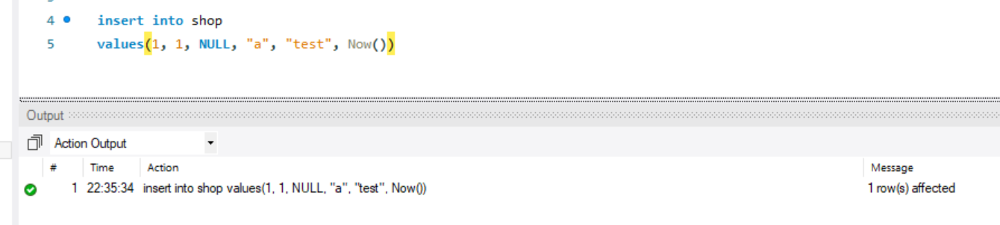 4 insert into shop
5 values(1, 1, NULL, "a", "test", Now())
Output
Action Output
# Time Action Message
1 22:35:34 insert into shop values(1, 1, NULL, "a", "test", Now()) 1 row(s) affected